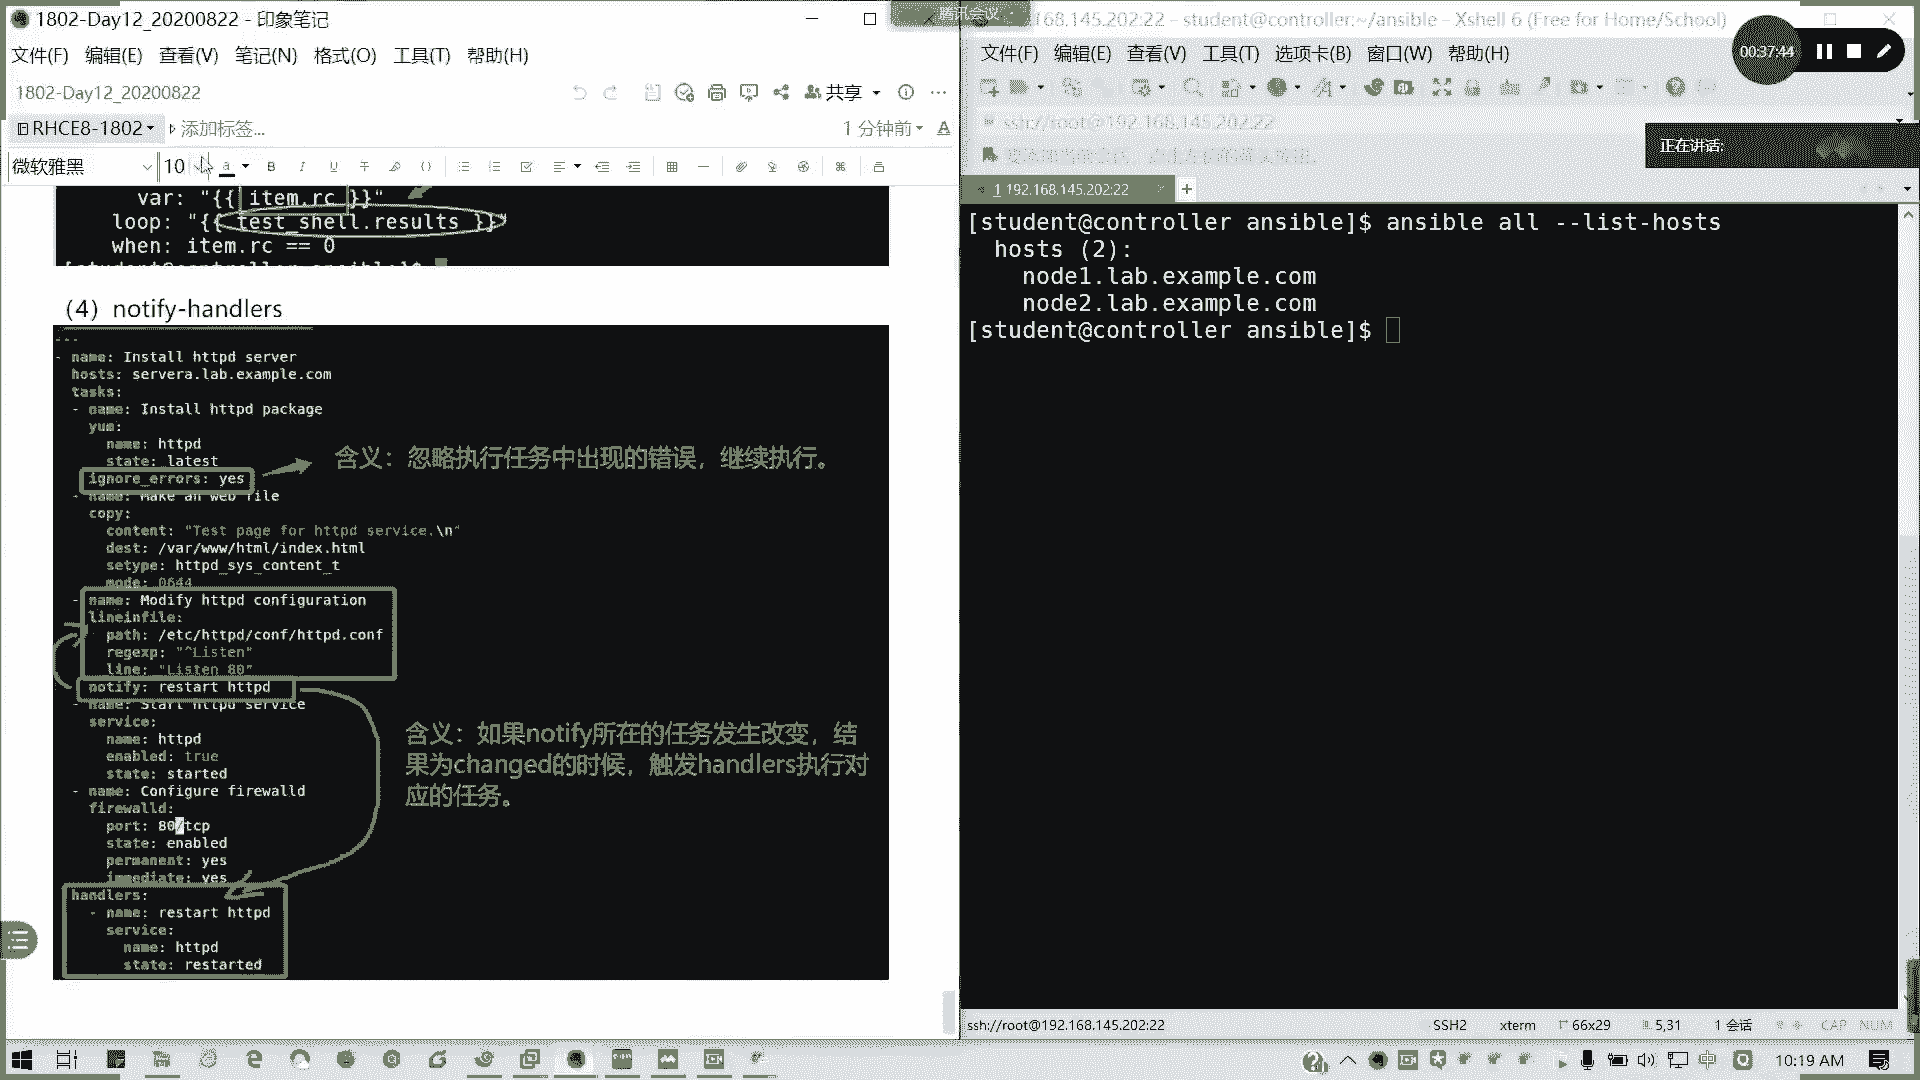 1802-Day12_20200822 - 印象笔记
文件(F) 编辑(E) 查看(V) 笔记(N) 格式(O) 工具(T) 帮助(H)
1802-Day12_20200822
共享
RHCE8-1802
添加标签...
1 分钟前
微软雅黑 10
var: "{{ item.rc }}"
loop: "{{ test_shell.results }}"
when: item.rc == 0
（4）notify-handlers
---
- name: Install httpd server
hosts: servera.lab.example.com
tasks:
- name: Install httpd package
yum:
name: httpd
state: latest
ignore_errors: yes
含义：忽略执行任务中出现的错误，继续执行。
- name: Make an web file
copy:
content: "Test page for httpd service.\n"
dest: /var/www/html/index.html
setype: httpd_sys_content_t
mode: 0644
- name: Modify httpd configuration
lineinfile:
path: /etc/httpd/conf/httpd.conf
regexp: "^Listen"
line: "Listen 80"
notify: restart httpd
- name: Start httpd service
service:
name: httpd
enabled: true
state: started
含义：如果notify所在的任务发生改变，结
果为changed的时候，触发handlers执行对
应的任务。
- name: Configure firewalld
firewalld:
port: 80/tcp
state: enabled
permanent: yes
immediate: yes
handlers:
- name: restart httpd
service:
name: httpd
state: restarted
腾讯会议
168.145.202:22 - student@controller:~/ansible - Xshell 6 (Free for Home/School)
文件(F) 编辑(E) 查看(V) 工具(T) 选项卡(B) 窗口(W) 帮助(H)
00:37:44
ssh://root@192.168.145.202:22
正在讲话:
1 192.168.145.202:22
[student@controller ansible]$ ansible all --list-hosts
hosts (2):
node1.lab.example.com
node2.lab.example.com
[student@controller ansible]$
ssh://root@192.168.145.202:22
SSH2 xterm 66x29 5,31 1 会话 CAP NUM
中
10:19 AM